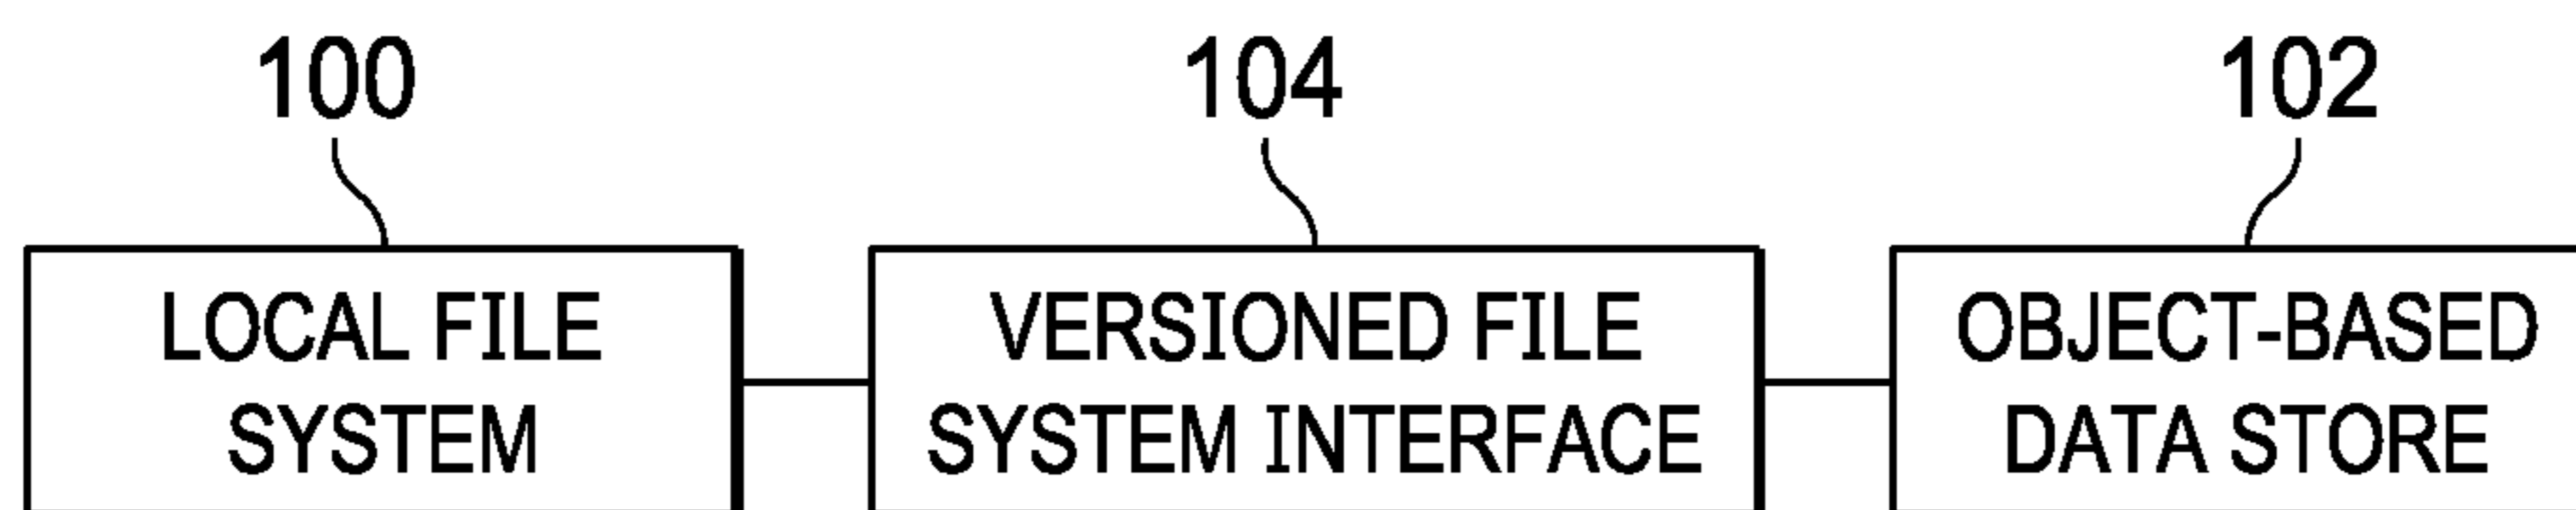 100
104
102
LOCAL FILE
SYSTEM
VERSIONED FILE
SYSTEM INTERFACE
OBJECT-BASED
DATA STORE